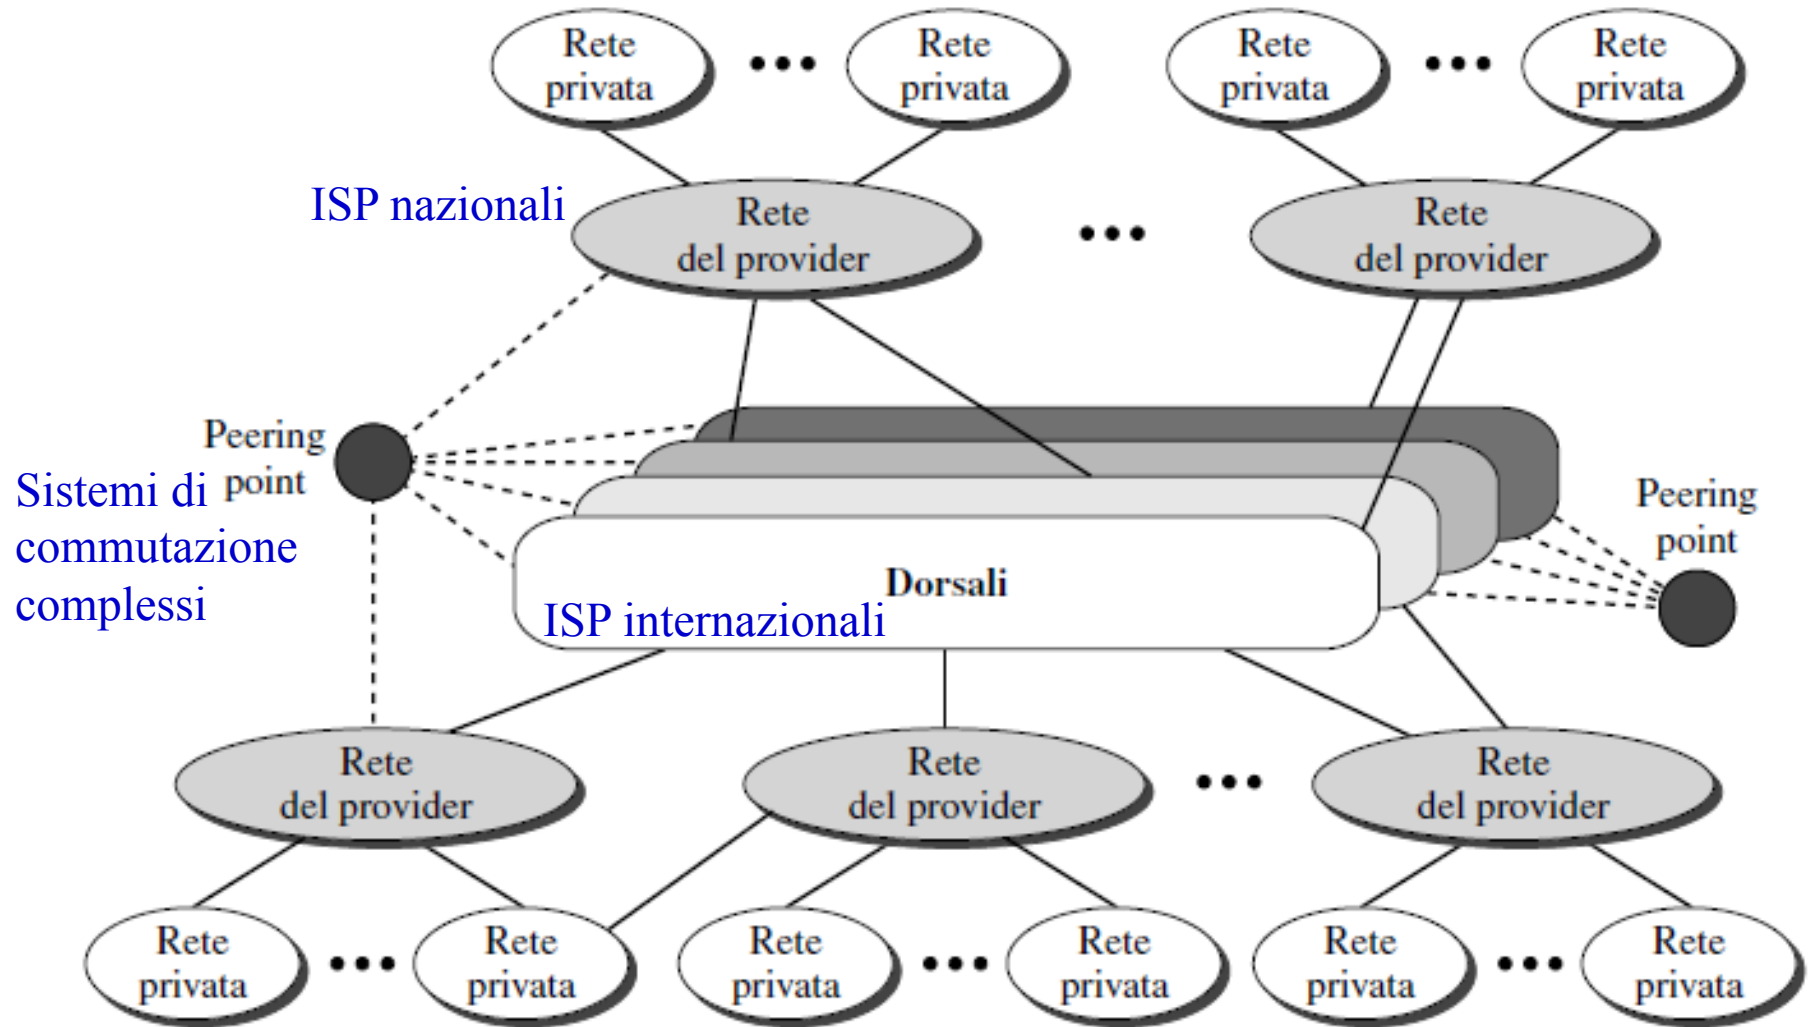 Rete
privata
Rete
privata
Rete
privata
Rete
privata
ISP nazionali
Rete
del provider
Rete
del provider
Peering
point
Sistemi di
commutazione
complessi
Peering
point
Dorsali
ISP internazionali
Rete
del provider
Rete
del provider
Rete
del provider
Rete
privata
Rete
privata
Rete
privata
Rete
privata
Rete
privata
Rete
privata